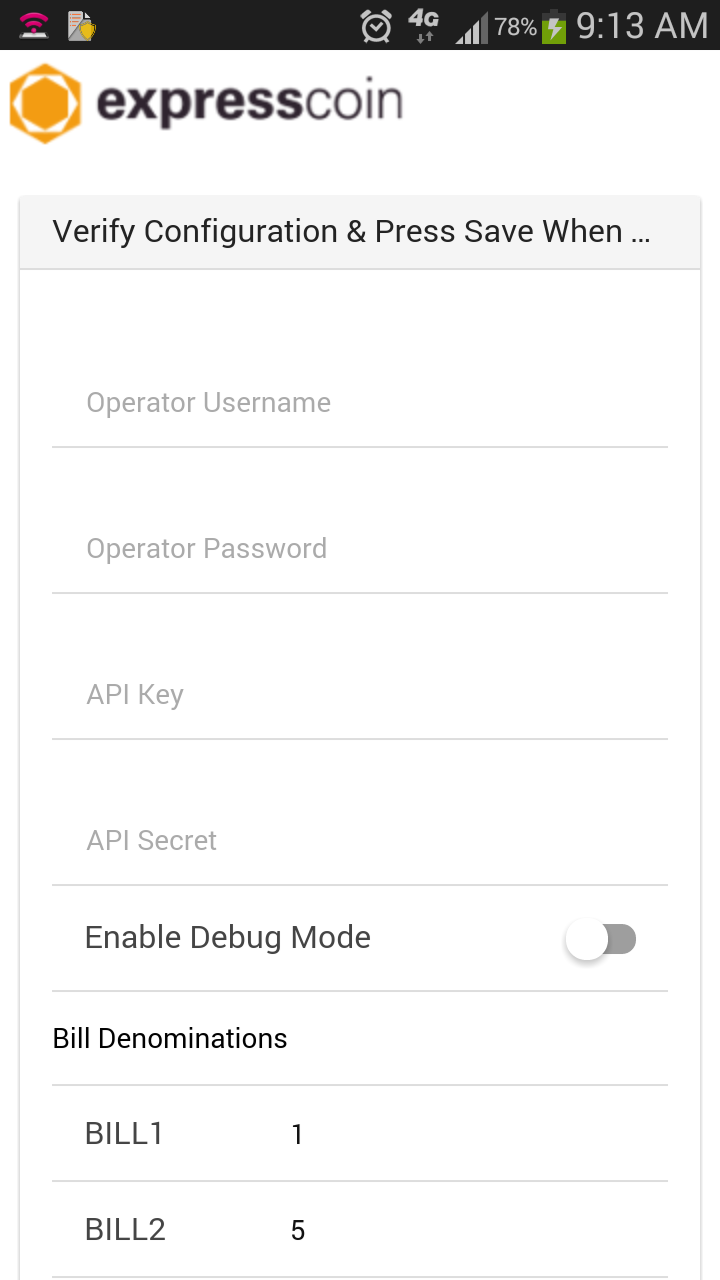 4G 78% 9:13 AM
expresscoin
Verify Configuration & Press Save When ...
Operator Username
Operator Password
API Key
API Secret
Enable Debug Mode
Bill Denominations
BILL1 1
BILL2 5